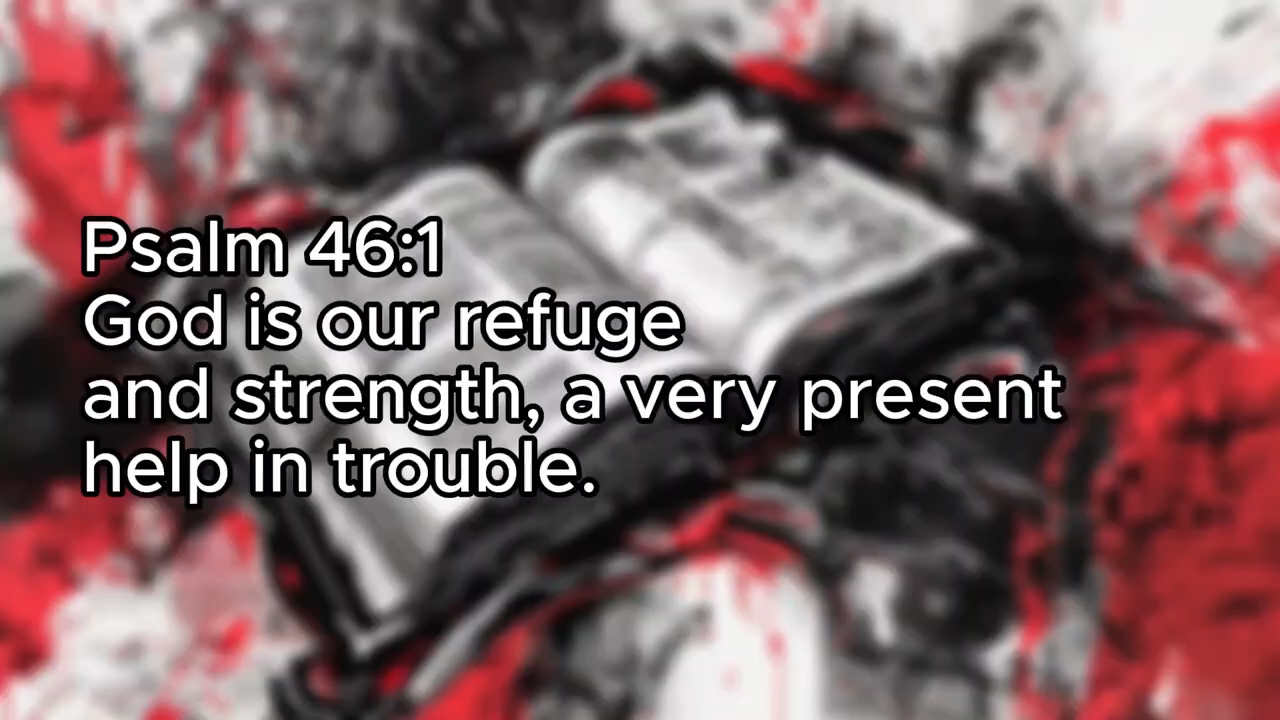 Psalm 46:1
God is our refuge
and strength, a very present
help in trouble.